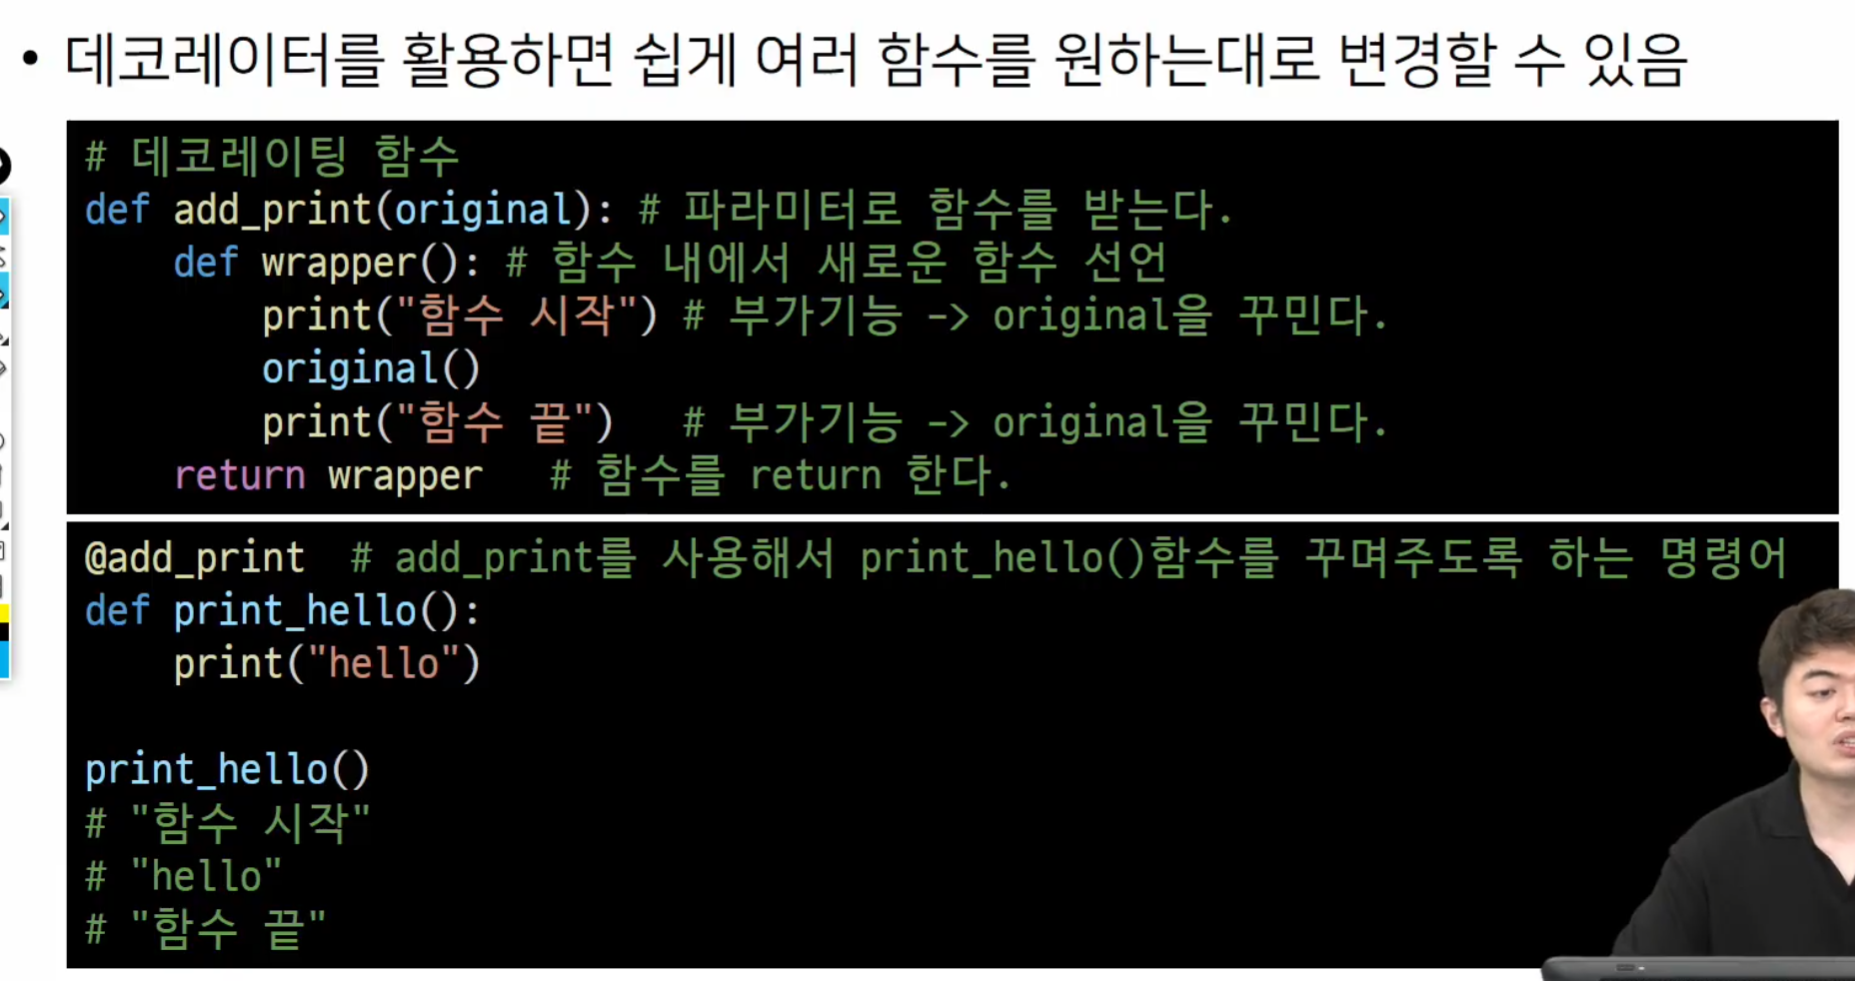 • 데코레이터를 활용하면 쉽게 여러 함수를 원하는대로 변경할 수 있음
# 데코레이팅 함수
def add_print(original): # 파라미터로 함수를 받는다.
    def wrapper(): # 함수 내에서 새로운 함수 선언
        print("함수 시작") # 부가기능 -> original을 꾸민다.
        original()
        print("함수 끝")   # 부가기능 -> original을 꾸민다.
    return wrapper   # 함수를 return 한다.
@add_print  # add_print를 사용해서 print_hello()함수를 꾸며주도록 하는 명령어
def print_hello():
    print("hello")
print_hello()
# "함수 시작"
# "hello"
# "함수 끝"